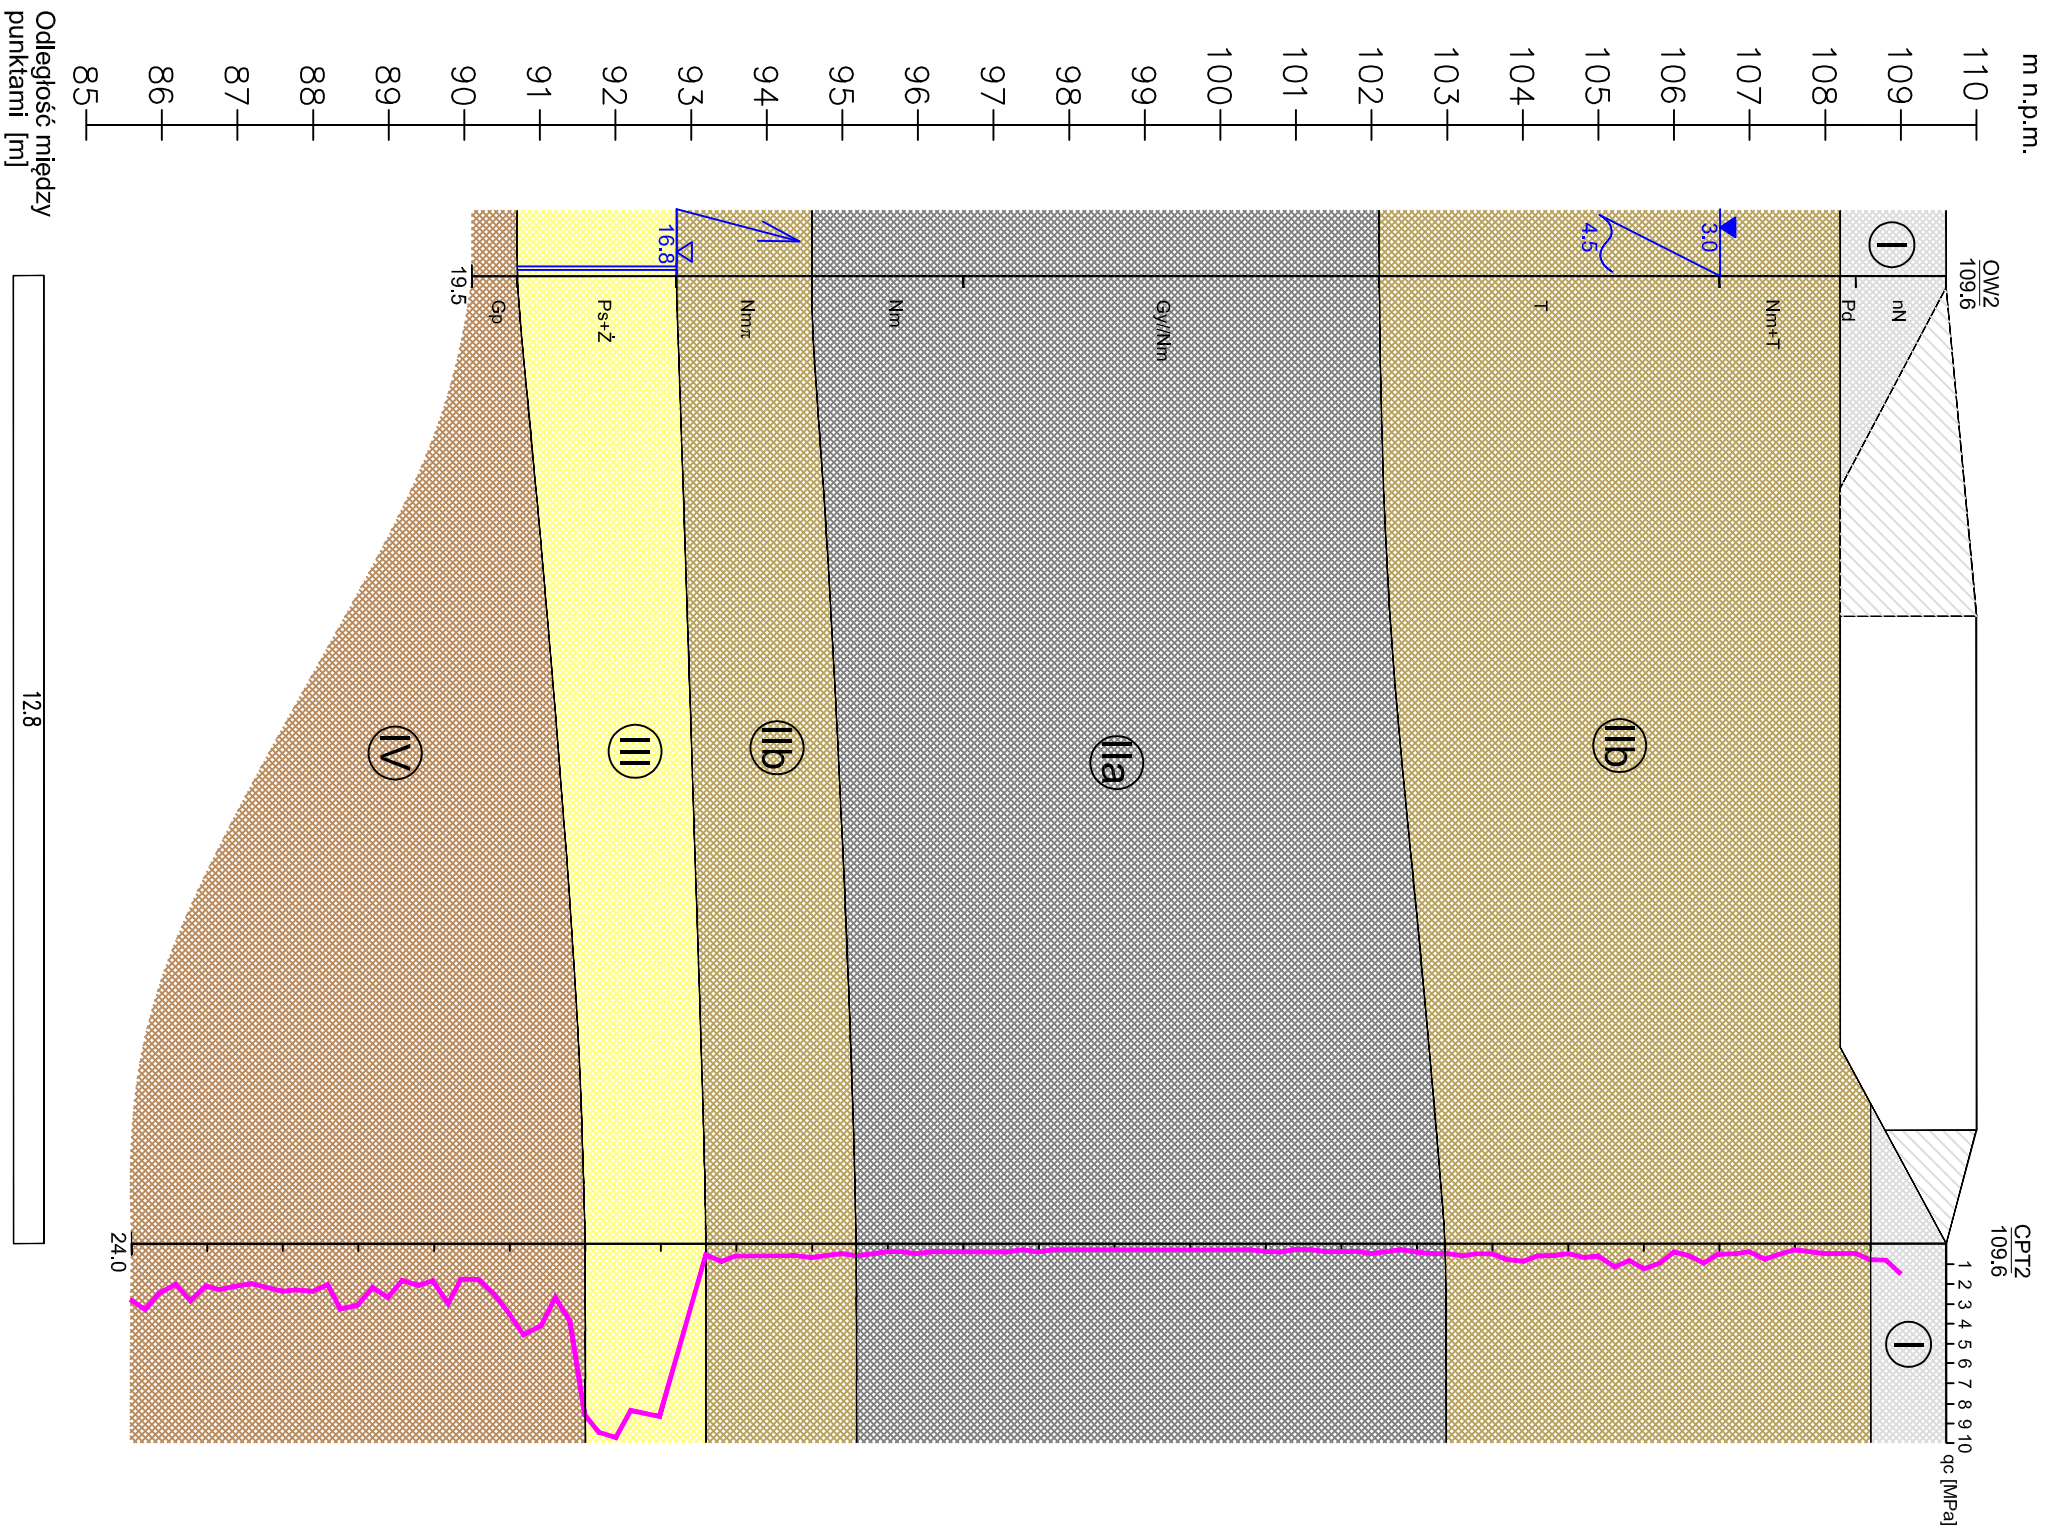 m n.p.m.
110
109
108
107
106
105
104
103
102
101
100
99
98
97
96
95
94
93
92
91
90
89
88
87
86
85
Odległość między
punktami [m]
OW2
109.6
I
nN
Pd
Nm+T
3.0
4.5
T
Gy//Nm
Nm
Nmπ
16.8
Ps+Ż
Gp
19.5
IIb
IIa
IIb
III
IV
12.8
CPT2
109.6
1 2 3 4 5 6 7 8 9 10
qc [MPa]
I
24.0